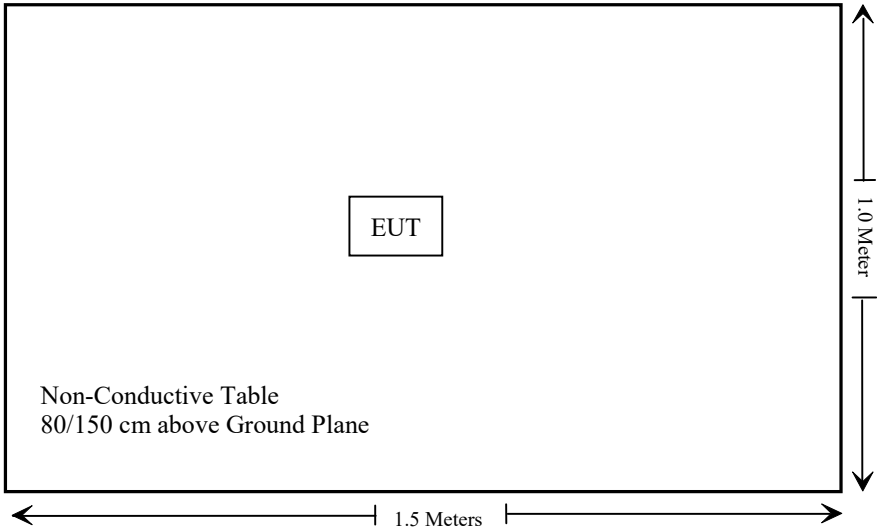 EUT
1.0 Meter
Non-Conductive Table
80/150 cm above Ground Plane
1.5 Meters